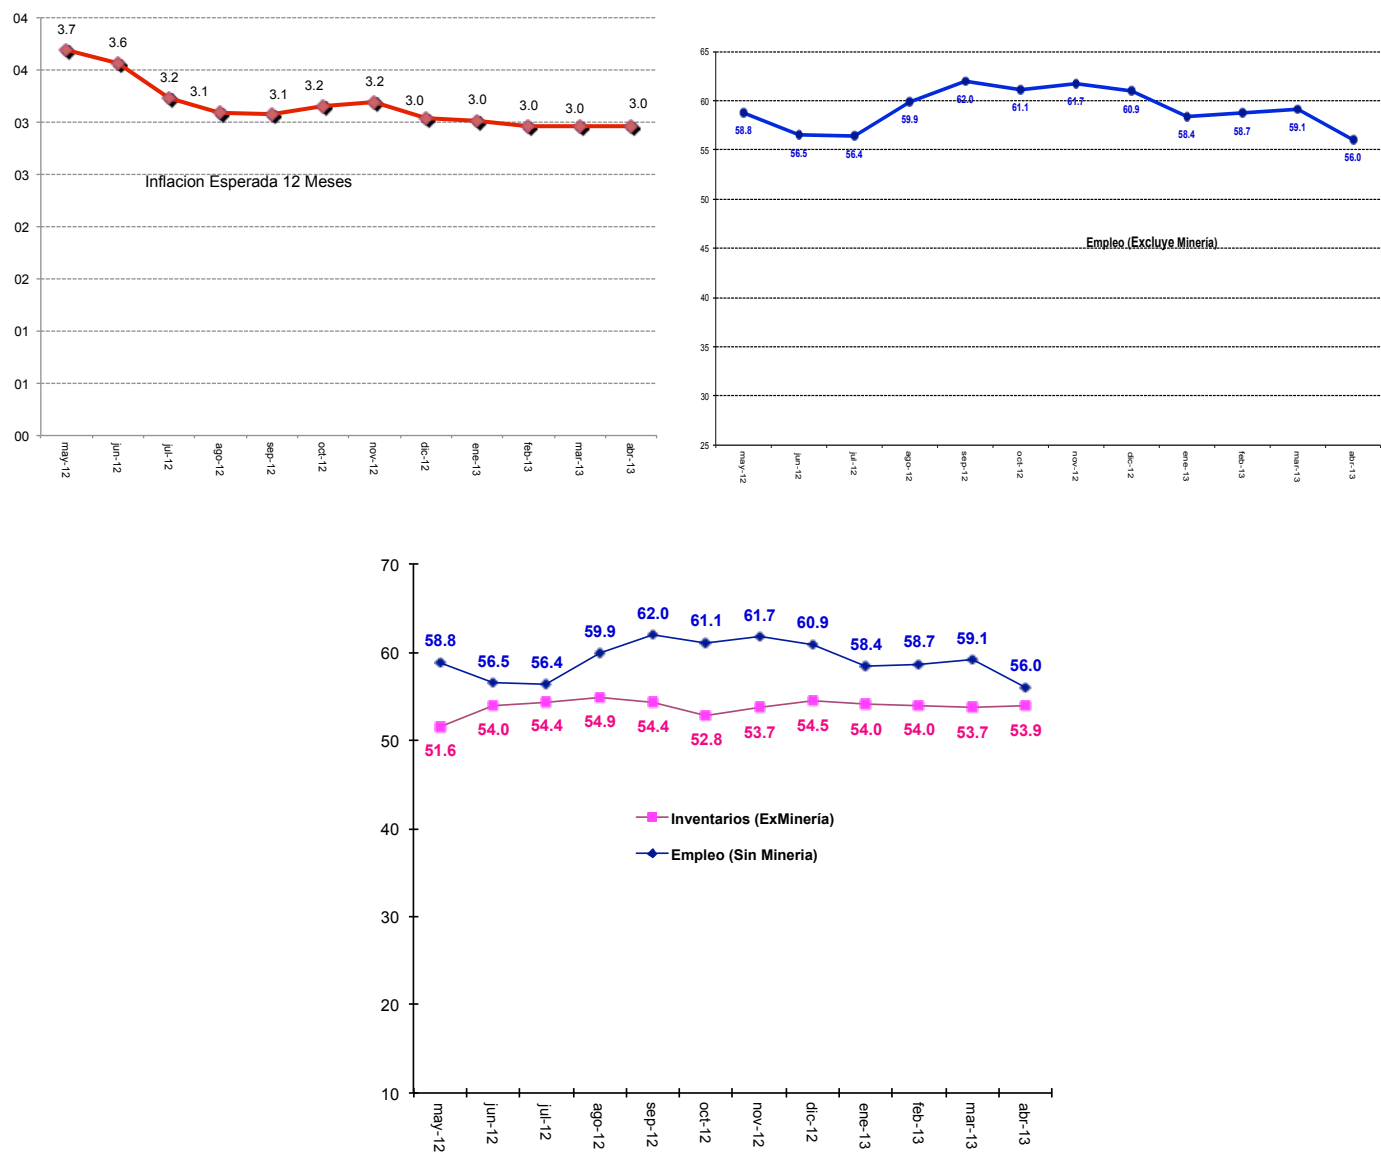 04
04
03
03
02
02
01
01
00
3.7
3.6
3.2
3.1
3.1
3.2
3.2
3.0
3.0
3.0
3.0
3.0
Inflacion Esperada 12 Meses
may-12
jun-12
jul-12
ago-12
sep-12
oct-12
nov-12
dic-12
ene-13
feb-13
mar-13
abr-13
65
60
55
50
45
40
35
30
25
58.8
56.5
56.4
59.9
62.0
61.1
61.7
60.9
58.4
58.7
59.1
56.0
Empleo (Excluye Minería)
may-12
jun-12
jul-12
ago-12
sep-12
oct-12
nov-12
dic-12
ene-13
feb-13
mar-13
abr-13
70
60
50
40
30
20
10
58.8
56.5
56.4
59.9
62.0
61.1
61.7
60.9
58.4
58.7
59.1
56.0
51.6
54.0
54.4
54.9
54.4
52.8
53.7
54.5
54.0
54.0
53.7
53.9
Inventarios (ExMinería)
Empleo (Sin Mineria)
may-12
jun-12
jul-12
ago-12
sep-12
oct-12
nov-12
dic-12
ene-13
feb-13
mar-13
abr-13